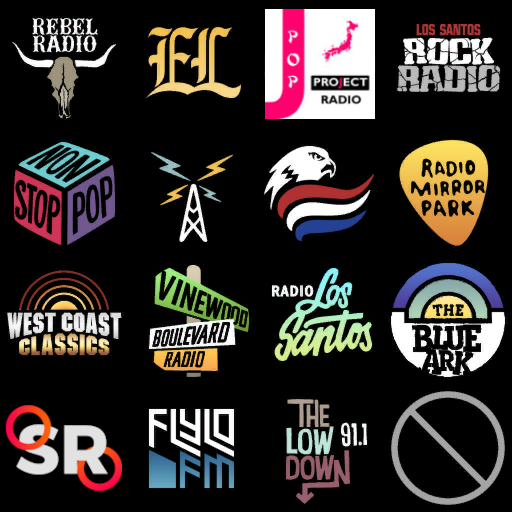 REBEL
RADIO
EL
J
POP
PROJECT
RADIO
LOS SANTOS
ROCK
RADIO
NON
STOP
POP
RADIO
MIRROR
PARK
WEST COAST
CLASSICS
VINEWOOD
BOULEVARD
RADIO
RADIO Los
Santos
THE
BLUE
ARK
SR
FLYLO
FM
THE
LOW
DOWN
91.1